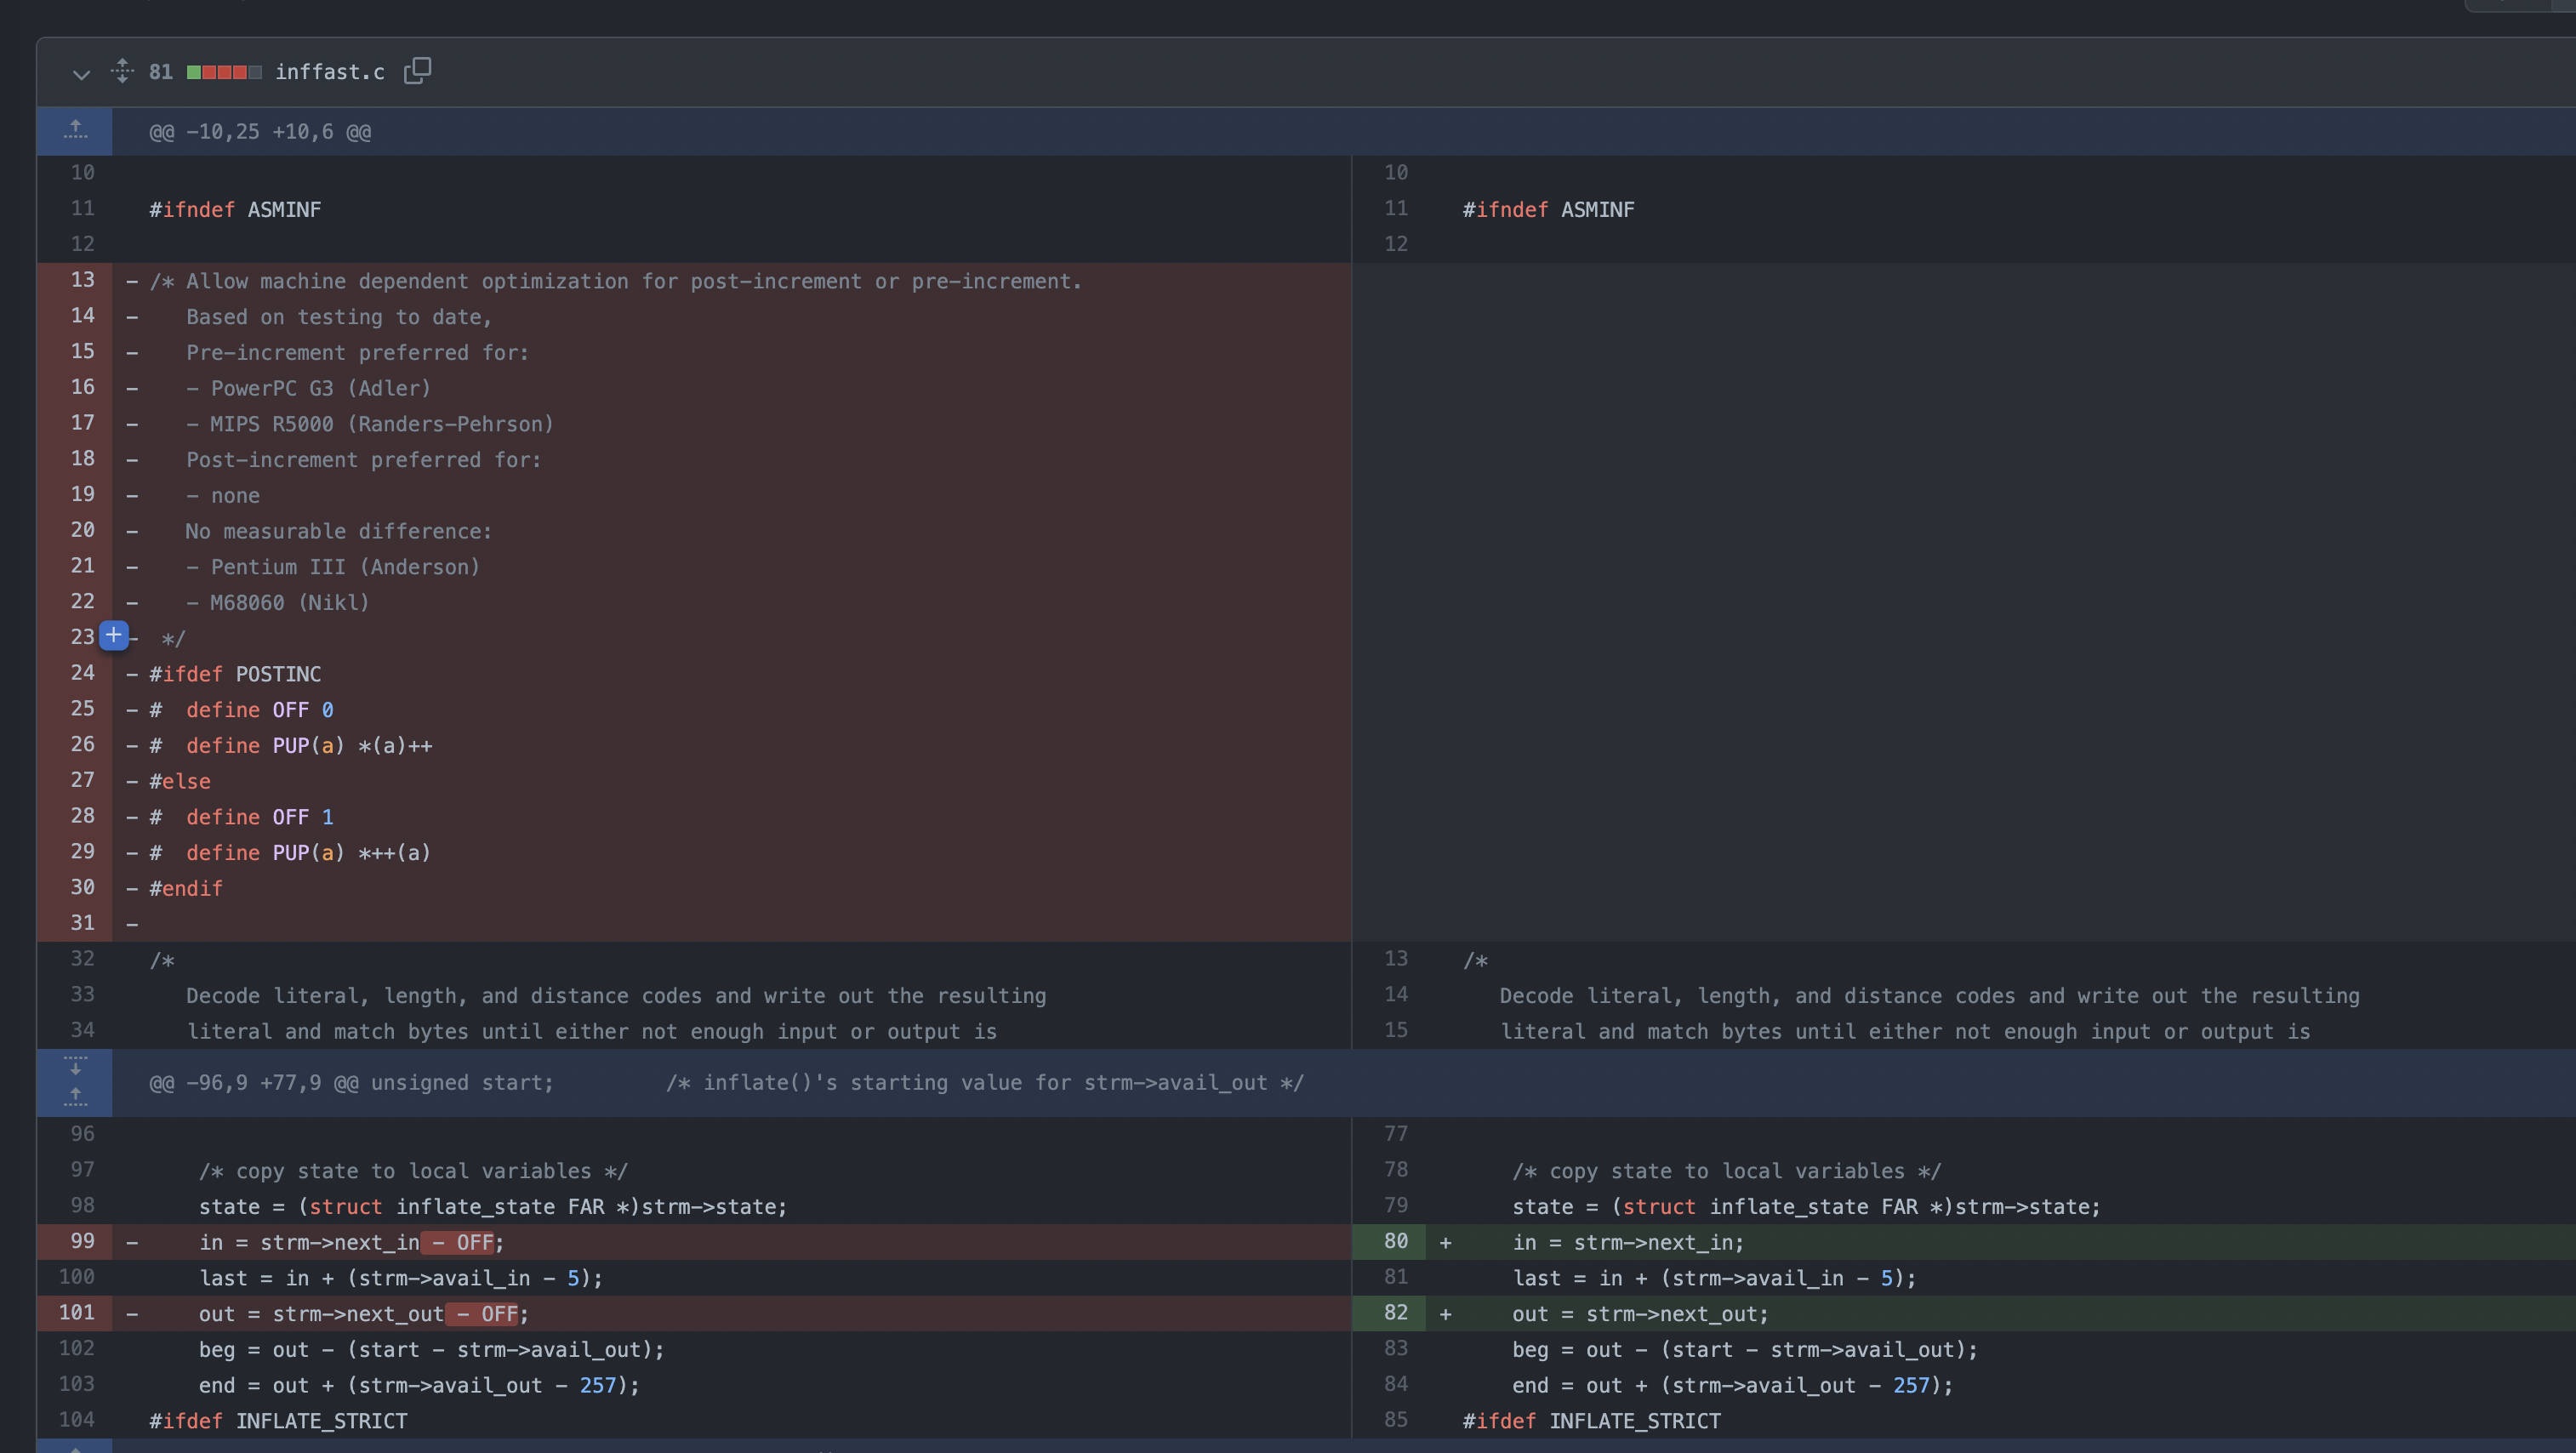 81 inffast.c
@@ -10,25 +10,6 @@
10
11 #ifndef ASMINF
12
13 - /* Allow machine dependent optimization for post-increment or pre-increment.
14 -    Based on testing to date,
15 -    Pre-increment preferred for:
16 -    - PowerPC G3 (Adler)
17 -    - MIPS R5000 (Randers-Pehrson)
18 -    Post-increment preferred for:
19 -    - none
20 -    No measurable difference:
21 -    - Pentium III (Anderson)
22 -    - M68060 (Nikl)
23 + -  */
24 - #ifdef POSTINC
25 - #  define OFF 0
26 - #  define PUP(a) *(a)++
27 - #else
28 - #  define OFF 1
29 - #  define PUP(a) *++(a)
30 - #endif
31 -
32 /*
33    Decode literal, length, and distance codes and write out the resulting
34    literal and match bytes until either not enough input or output is
10
11 #ifndef ASMINF
12
13 /*
14    Decode literal, length, and distance codes and write out the resulting
15    literal and match bytes until either not enough input or output is
@@ -96,9 +77,9 @@ unsigned start;         /* inflate()'s starting value for strm->avail_out */
96
97     /* copy state to local variables */
98     state = (struct inflate_state FAR *)strm->state;
99 -     in = strm->next_in - OFF;
100     last = in + (strm->avail_in - 5);
101 -     out = strm->next_out - OFF;
102     beg = out - (start - strm->avail_out);
103     end = out + (strm->avail_out - 257);
104 #ifdef INFLATE_STRICT
77
78     /* copy state to local variables */
79     state = (struct inflate_state FAR *)strm->state;
80 +     in = strm->next_in;
81     last = in + (strm->avail_in - 5);
82 +     out = strm->next_out;
83     beg = out - (start - strm->avail_out);
84     end = out + (strm->avail_out - 257);
85 #ifdef INFLATE_STRICT